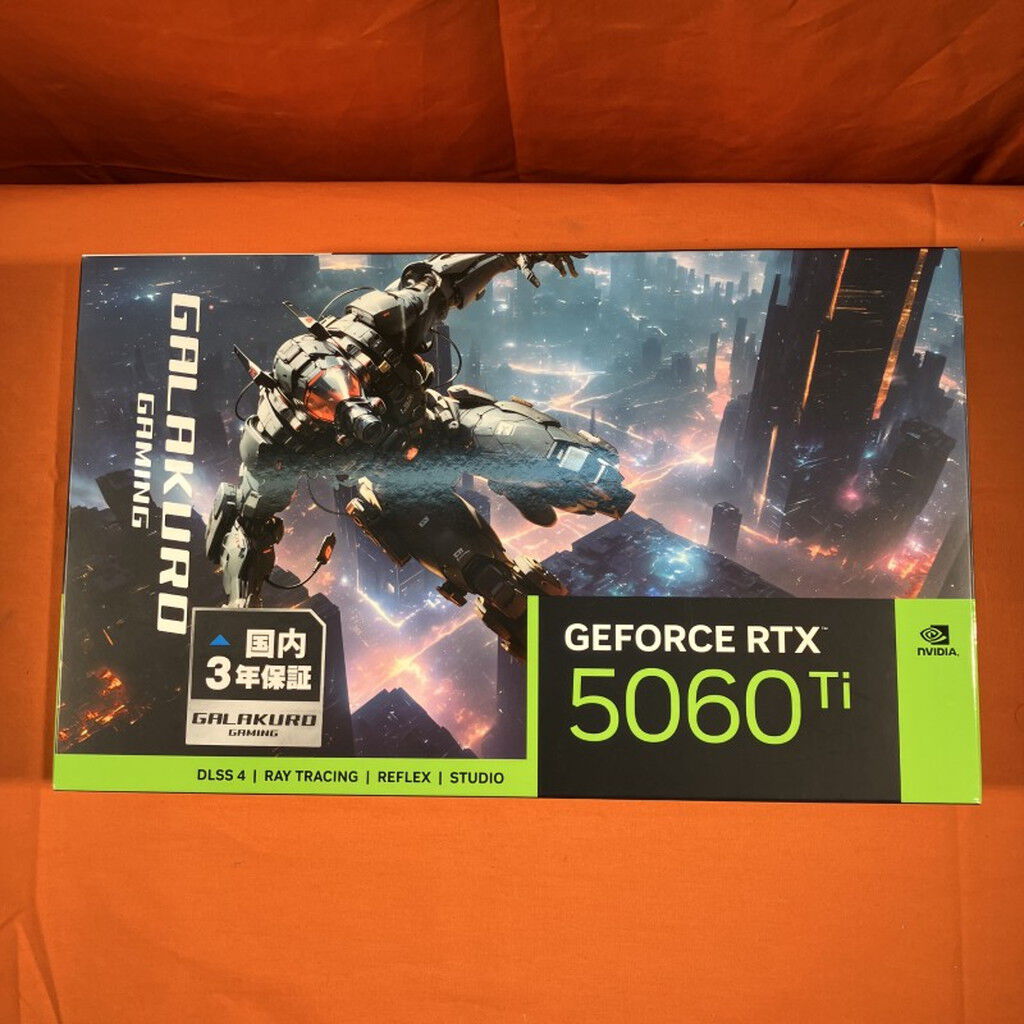 GALAKURO
GAMING
国内
3年保証
GALAKURO
GAMING
DLSS 4 | RAY TRACING | REFLEX | STUDIO
GEFORCE RTX™
5060 Ti
NVIDIA.